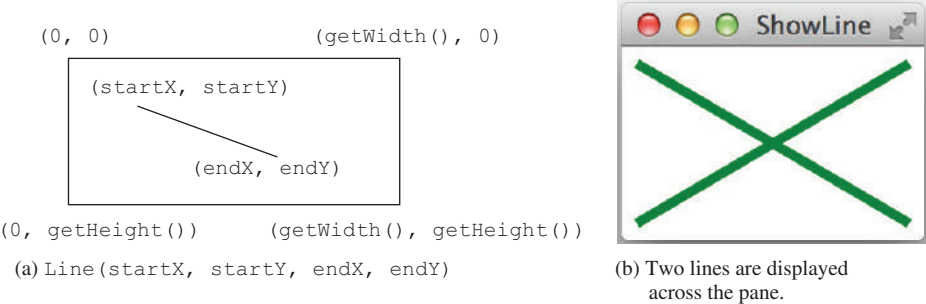 (0, 0)
(getWidth(), 0)
(startX, startY)
(endX, endY)
(0, getHeight())
(getWidth(), getHeight())
(a) Line(startX, startY, endX, endY)
ShowLine
(b) Two lines are displayed
across the pane.